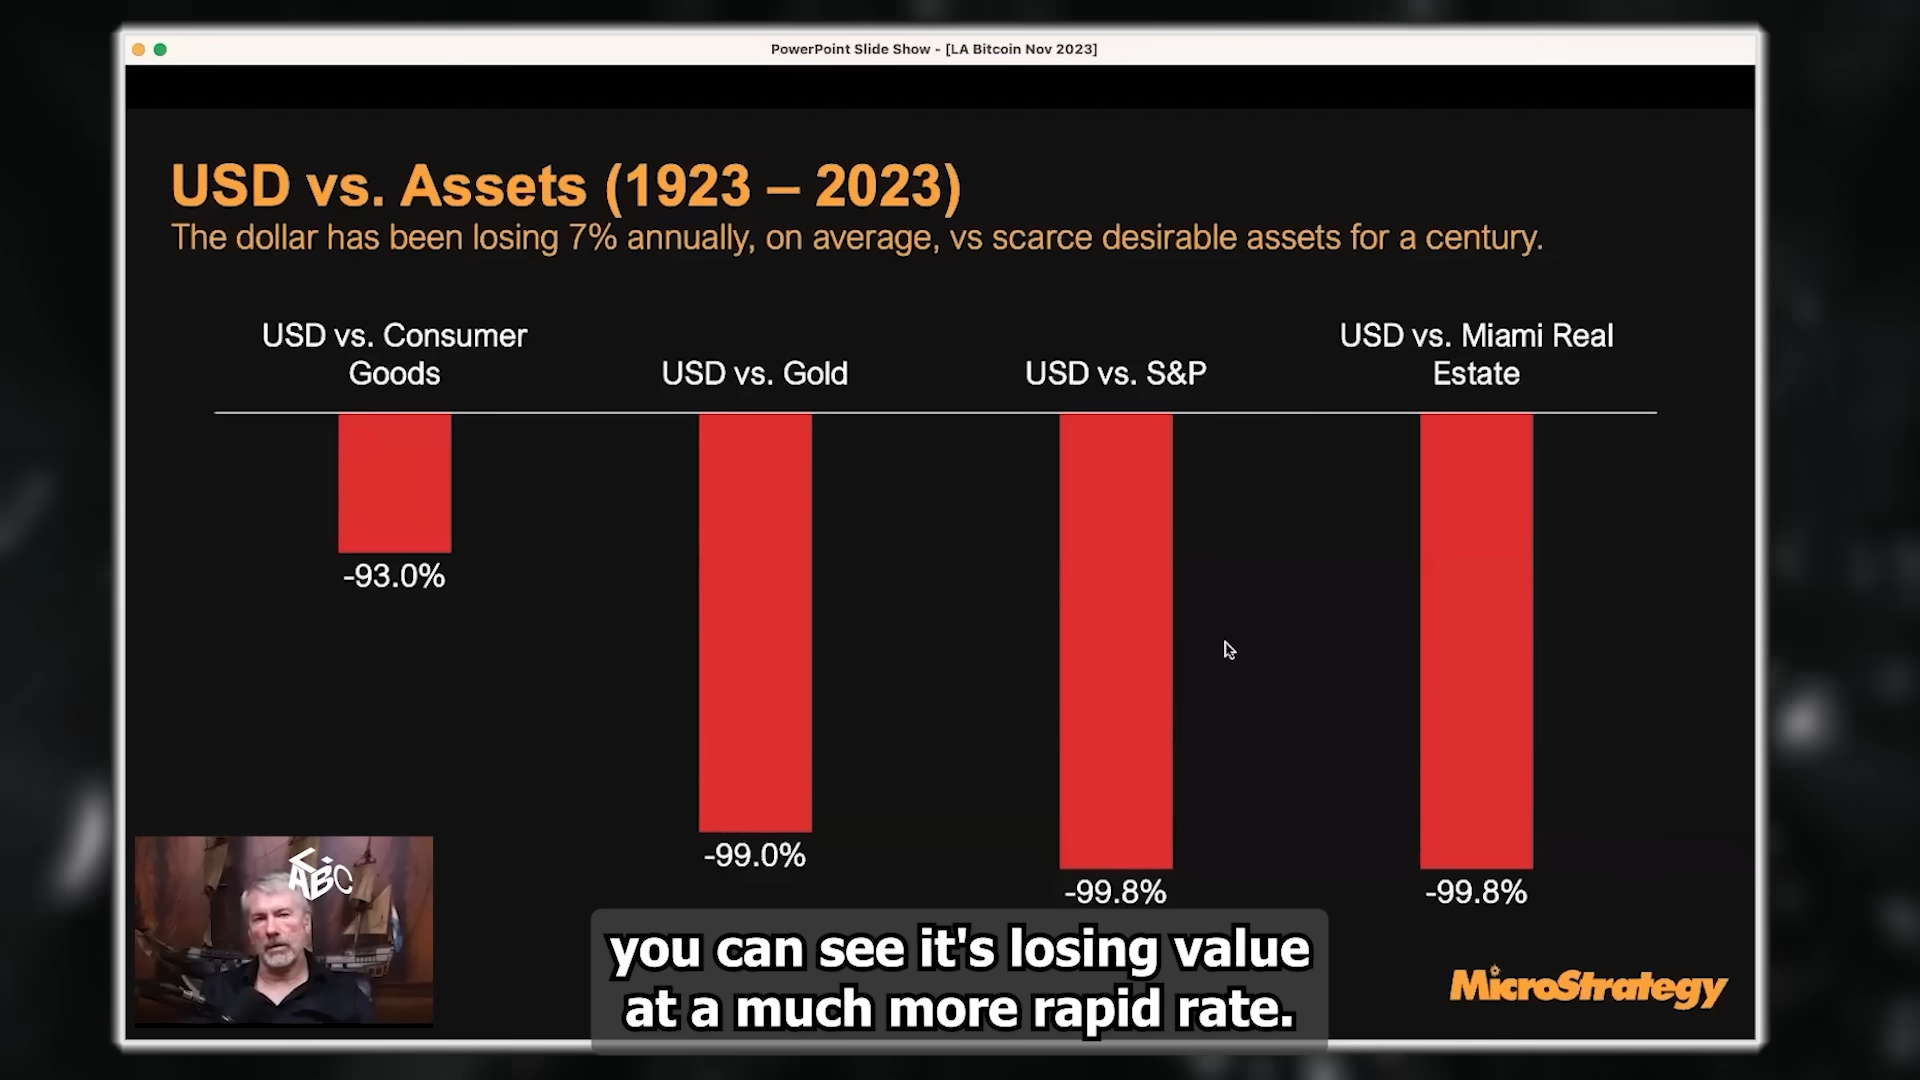 PowerPoint Slide Show - [LA Bitcoin Nov 2023]
USD vs. Assets (1923 – 2023)
The dollar has been losing 7% annually, on average, vs scarce desirable assets for a century.
USD vs. Consumer
Goods
USD vs. Gold
USD vs. S&P
USD vs. Miami Real
Estate
-93.0%
-99.0%
-99.8%
-99.8%
ABC
you can see it's losing value
at a much more rapid rate.
MicroStrategy